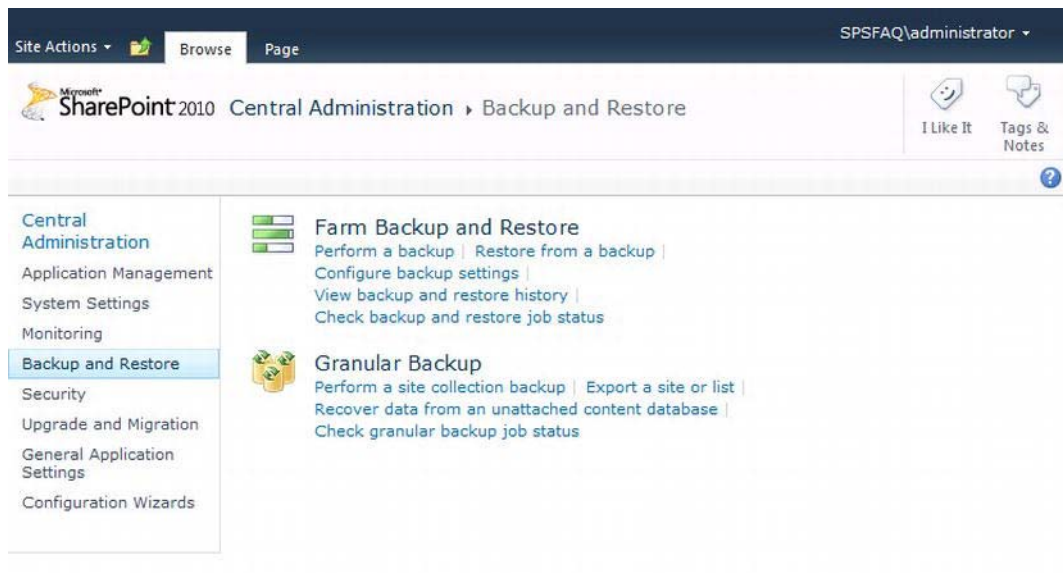 SPSFAQ\administrator
Site Actions Browse Page
Microsoft
SharePoint 2010 Central Administration Backup and Restore
I Like It
Tags &
Notes
Central
Administration
Application Management
System Settings
Monitoring
Backup and Restore
Security
Upgrade and Migration
General Application
Settings
Configuration Wizards
Farm Backup and Restore
Perform a backup | Restore from a backup |
Configure backup settings |
View backup and restore history |
Check backup and restore job status
Granular Backup
Perform a site collection backup | Export a site or list |
Recover data from an unattached content database |
Check granular backup job status